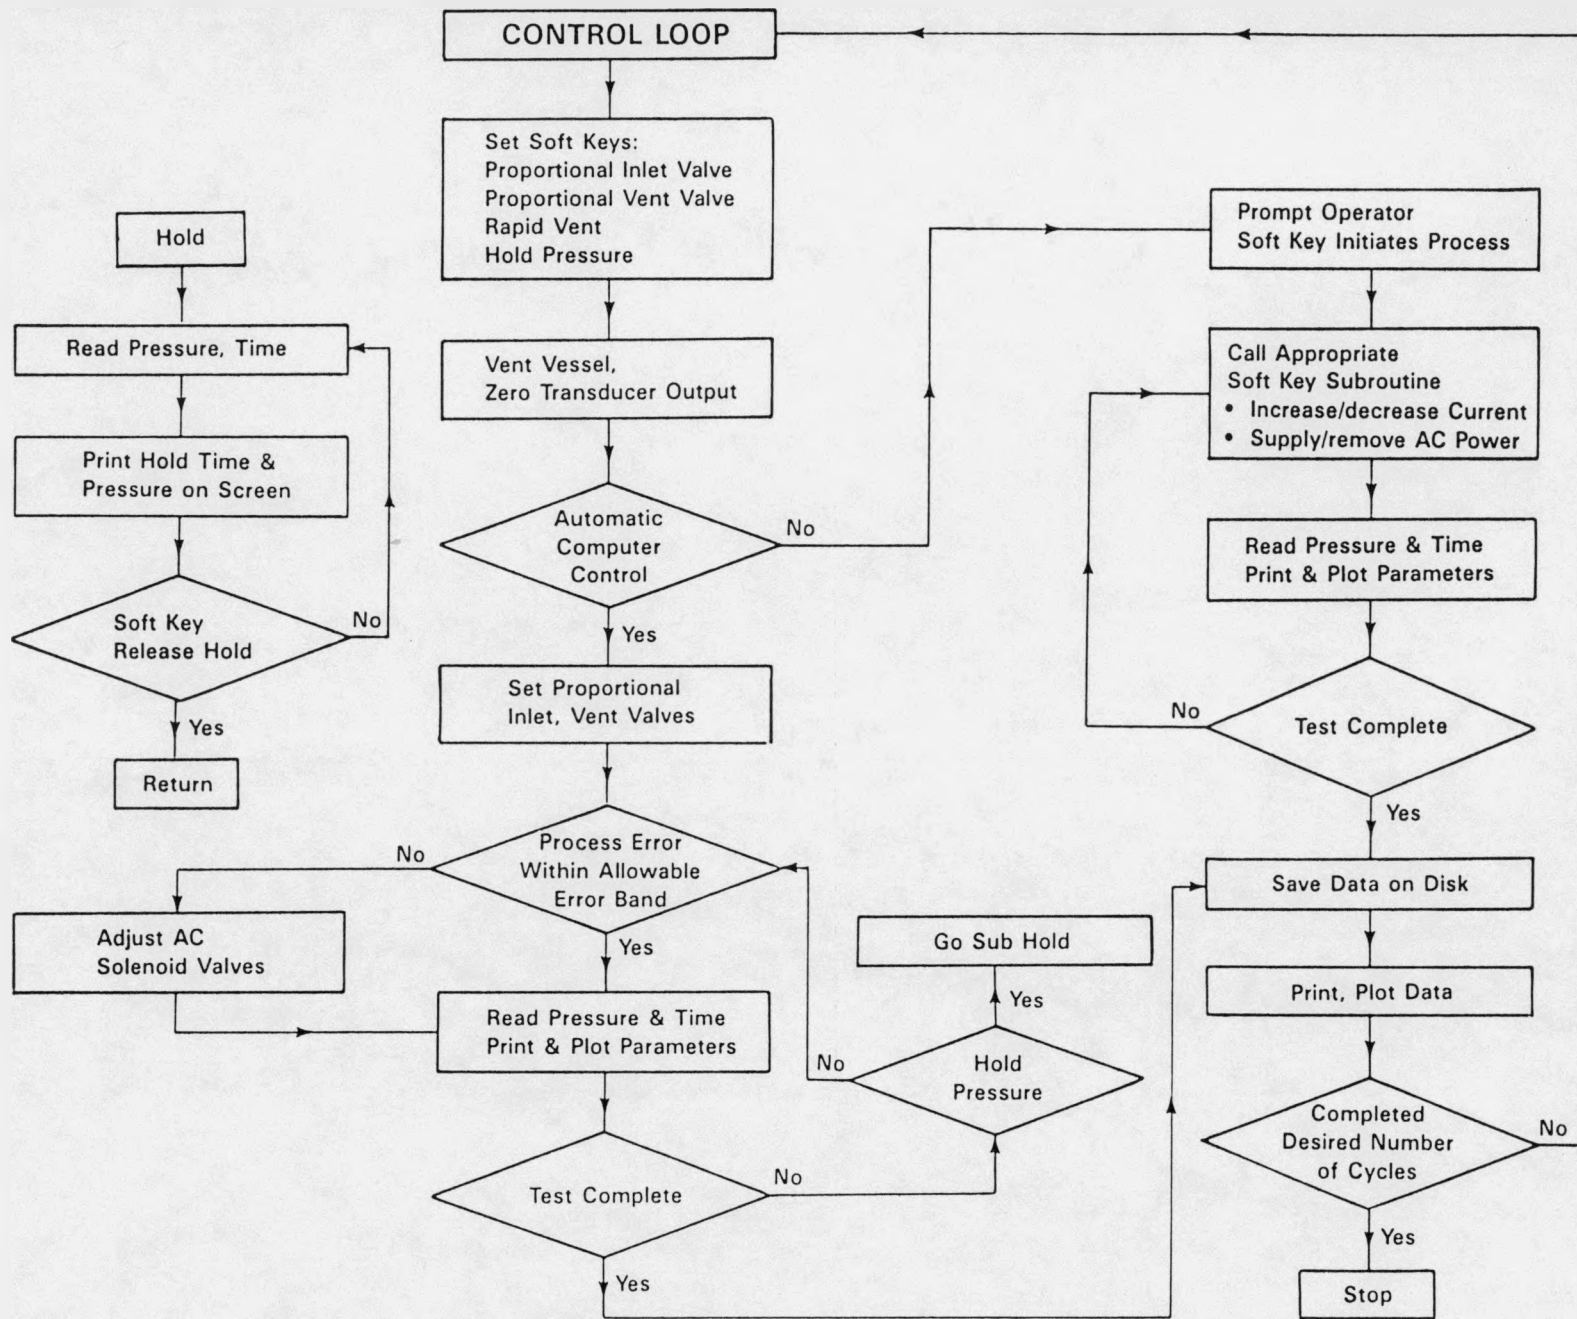 CONTROL LOOP
Set Soft Keys:
Proportional Inlet Valve
Proportional Vent Valve
Rapid Vent
Hold Pressure
Vent Vessel,
Zero Transducer Output
Automatic
Computer
Control
No
Yes
Set Proportional
Inlet, Vent Valves
Process Error
Within Allowable
Error Band
No
Yes
Adjust AC
Solenoid Valves
Read Pressure & Time
Print & Plot Parameters
Test Complete
No
Yes
Hold
Pressure
No
Yes
Go Sub Hold
Hold
Read Pressure, Time
Print Hold Time &
Pressure on Screen
Soft Key
Release Hold
No
Yes
Return
Prompt Operator
Soft Key Initiates Process
Call Appropriate
Soft Key Subroutine
• Increase/decrease Current
• Supply/remove AC Power
Read Pressure & Time
Print & Plot Parameters
Test Complete
No
Yes
Save Data on Disk
Print, Plot Data
Completed
Desired Number
of Cycles
No
Yes
Stop